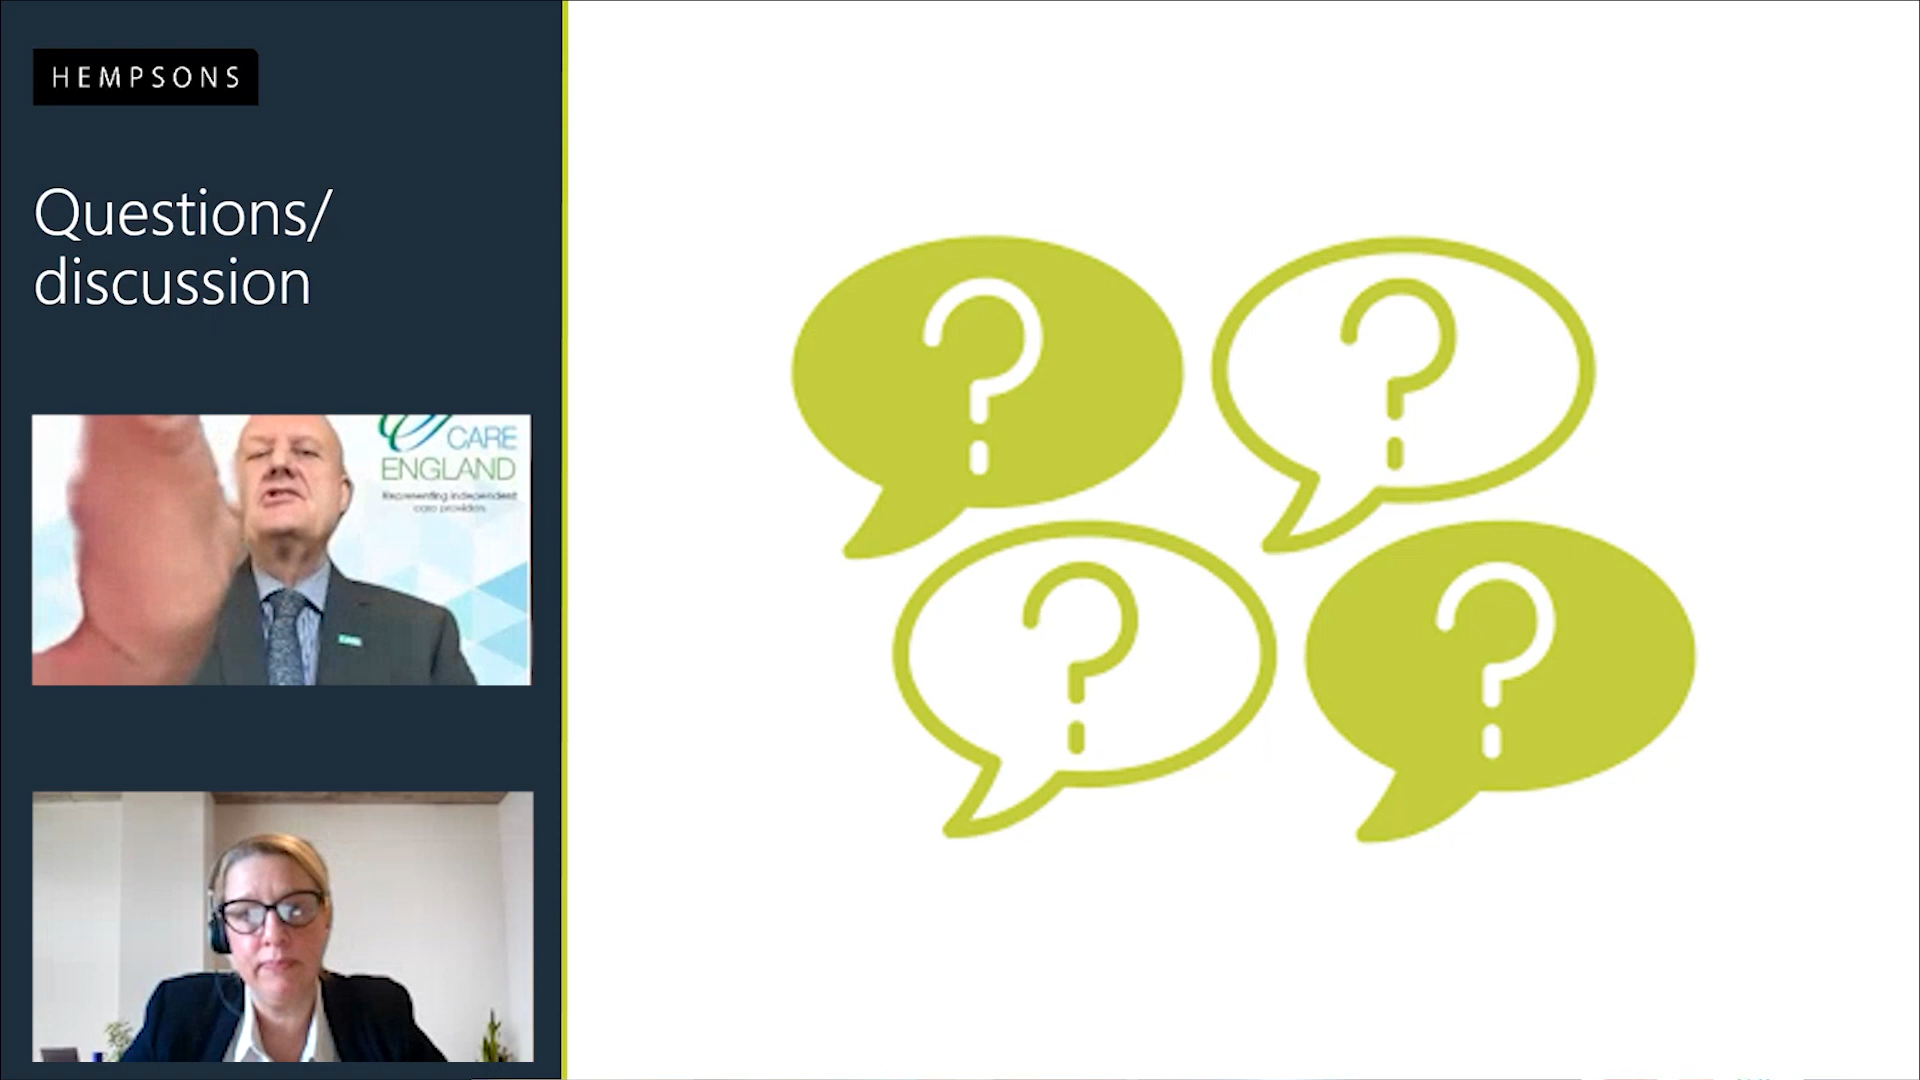 HEMPSONS
Questions/
discussion
CARE
ENGLAND
Representing independent
care providers
?
?
?
?